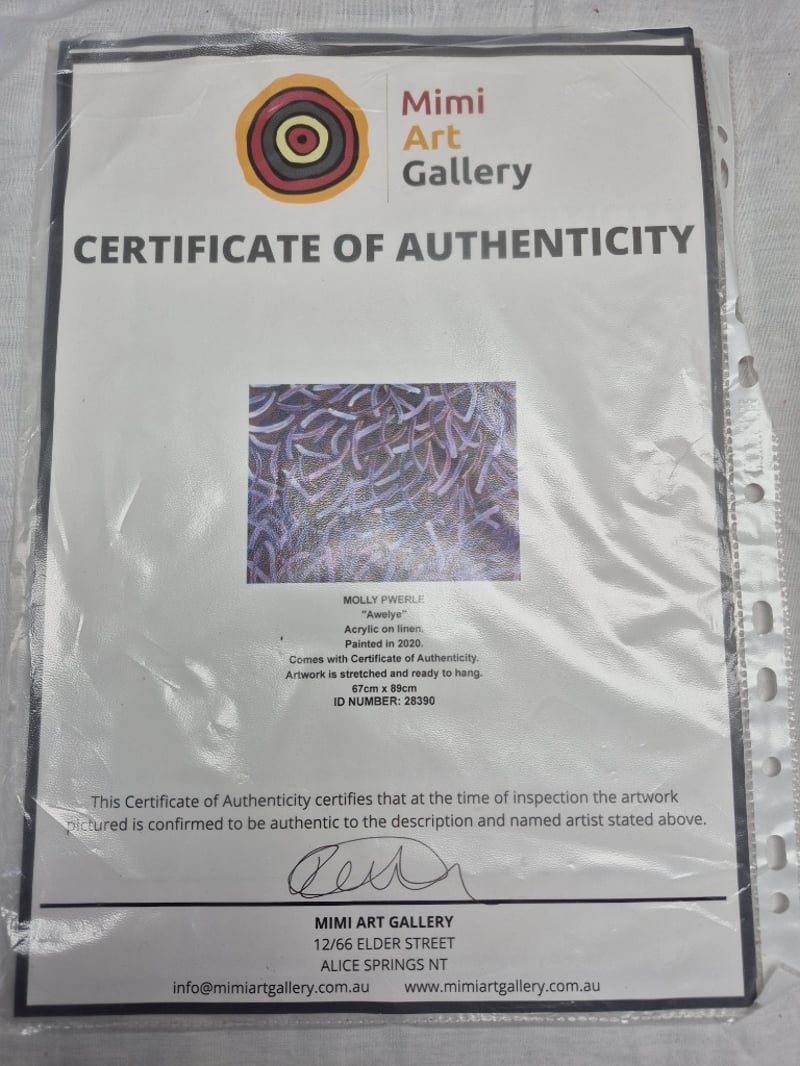 Mimi
Art
Gallery
CERTIFICATE OF AUTHENTICITY
MOLLY PWERLE
"Awelye".
Acrylic on linen.
Painted in 2020.
Comes with Certificate of Authenticity.
Artwork is stretched and ready to hang.
67cm x 89cm
ID NUMBER: 28390
This Certificate of Authenticity certifies that at the time of inspection the artwork
pictured is confirmed to be authentic to the description and named artist stated above.
MIMI ART GALLERY
12/66 ELDER STREET
ALICE SPRINGS NT
info@mimiartgallery.com.au www.mimiartgallery.com.au